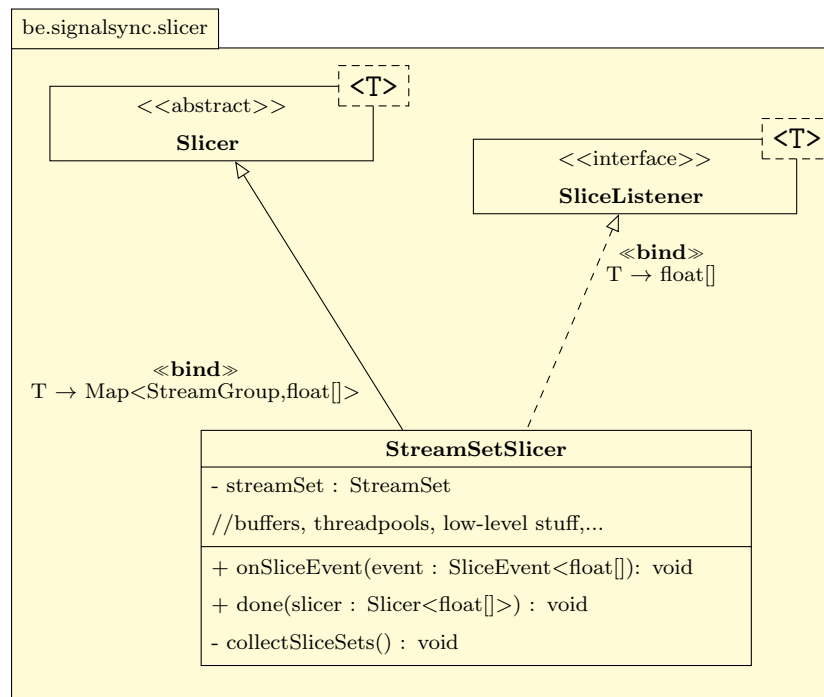 be.signalsync.slicer
<T>
<<abstract>>
Slicer
<T>
<<interface>>
SliceListener
≪bind≫
T → float[]
≪bind≫
T → Map<StreamGroup,float[]>
StreamSetSlicer
- streamSet : StreamSet
//buffers, threadpools, low-level stuff,...
+ onSliceEvent(event : SliceEvent<float[]): void
+ done(slicer : Slicer<float[]>) : void
- collectSliceSets() : void